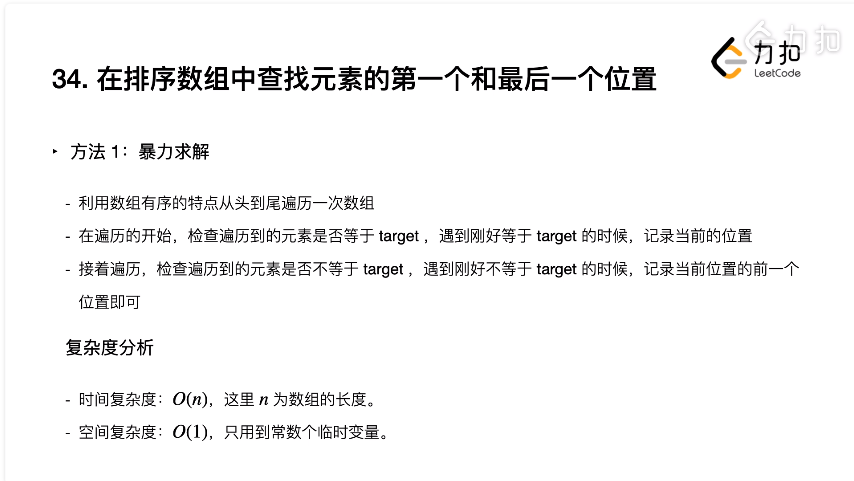 力扣
力扣
LeetCode
34. 在排序数组中查找元素的第一个和最后一个位置
‣ 方法 1：暴力求解
- 利用数组有序的特点从头到尾遍历一次数组
- 在遍历的开始，检查遍历到的元素是否等于 target ，遇到刚好等于 target 的时候，记录当前的位置
- 接着遍历，检查遍历到的元素是否不等于 target ，遇到刚好不等于 target 的时候，记录当前位置的前一个
位置即可
复杂度分析
- 时间复杂度：O(n)，这里 n 为数组的长度。
- 空间复杂度：O(1)，只用到常数个临时变量。